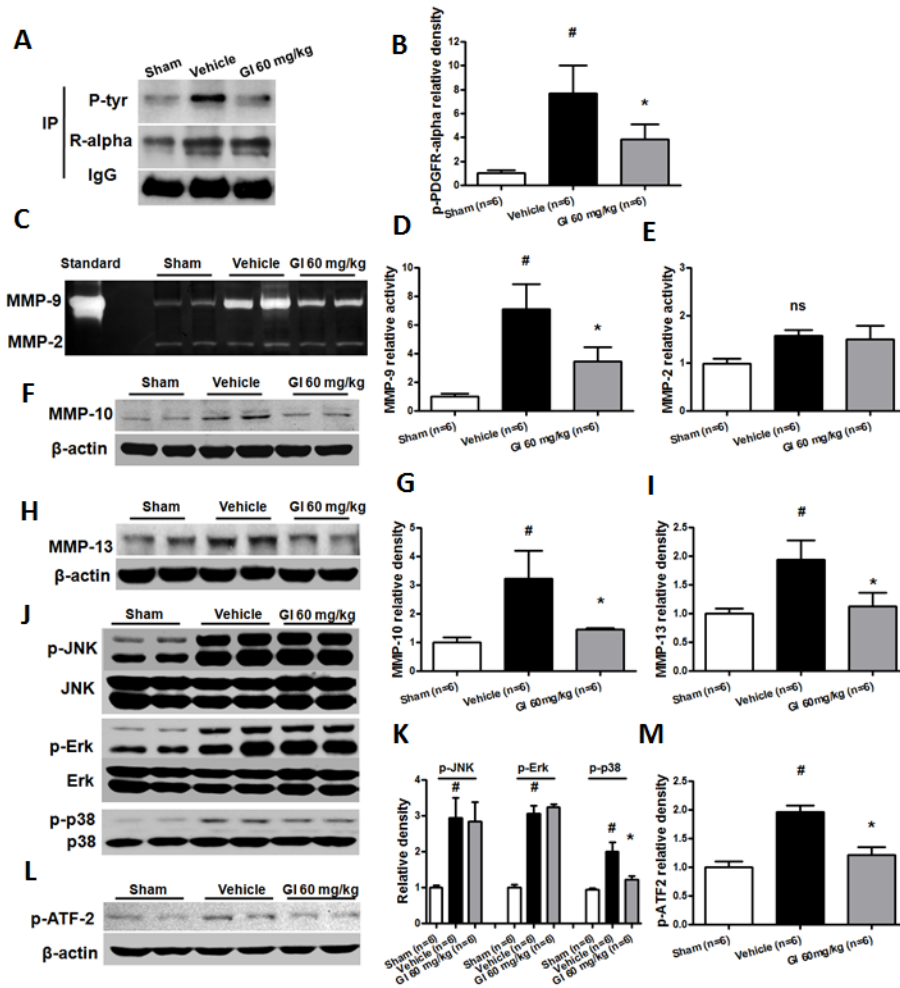 A
Sham Vehicle GI 60 mg/kg
IP
P-tyr
R-alpha
IgG
B
p-PDGFR-alpha relative density
12
10
8
6
4
2
0
#
*
Sham (n=6) Vehicle (n=6) GI 60 mg/kg (n=6)
C
Standard Sham Vehicle GI 60 mg/kg
MMP-9
MMP-2
D
MMP-9 relative activity
10
8
6
4
2
0
#
*
Sham (n=6) Vehicle (n=6) GI 60 mg/kg (n=6)
E
MMP-2 relative activity
3
2
1
0
ns
Sham (n=6) Vehicle (n=6) GI 60 mg/kg (n=6)
F
Sham Vehicle GI 60 mg/kg
MMP-10
β-actin
G
MMP-10 relative density
5
4
3
2
1
0
#
*
Sham (n=6) Vehicle (n=6) GI 60mg/kg (n=6)
H
Sham Vehicle GI 60 mg/kg
MMP-13
β-actin
I
MMP-13 relative density
2.5
2.0
1.5
1.0
0.5
0.0
#
*
Sham (n=6) Vehicle (n=6) GI 60mg/kg (n=6)
J
Sham Vehicle GI 60 mg/kg
p-JNK
JNK
p-Erk
Erk
p-p38
p38
K
Relative density
4
3
2
1
0
p-JNK p-Erk p-p38
#
#
#
*
Sham (n=6) Vehicle (n=6) GI 60 mg/kg (n=6) Sham (n=6) Vehicle (n=6) GI 60 mg/kg (n=6) Sham (n=6) Vehicle (n=6) GI 60 mg/kg (n=6)
L
Sham Vehicle GI 60 mg/kg
p-ATF-2
β-actin
M
p-ATF2 relative density
2.5
2.0
1.5
1.0
0.5
0.0
#
*
Sham (n=6) Vehicle (n=6) GI 60 mg/kg (n=6)